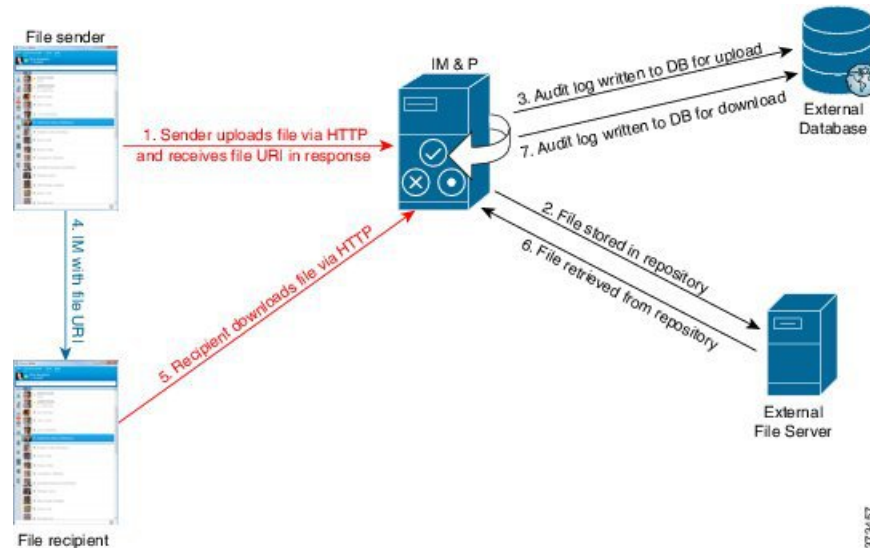 File sender
IM & P
1. Sender uploads file via HTTP
and receives file URI in response
3. Audit log written to DB for upload
7. Audit log written to DB for download
External
Database
2. File stored in repository
6. File retrieved from repository
4. IM with file URI
5. Recipient downloads file via HTTP
External
File Server
File recipient